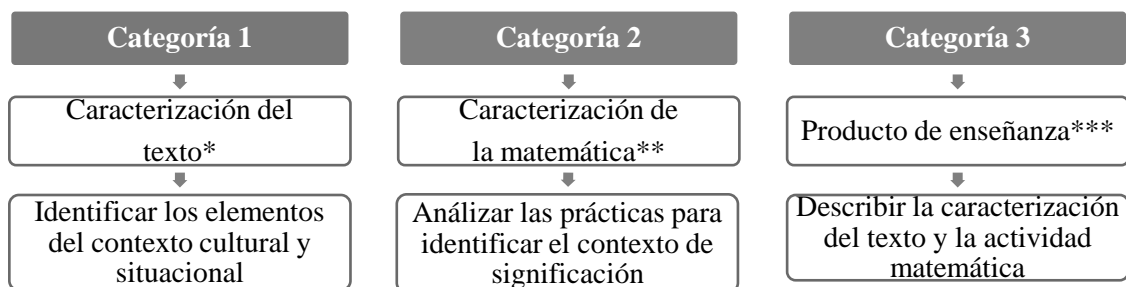 Categoría 1
Caracterización del
texto*
Identificar los elementos
del contexto cultural y
situacional
Categoría 2
Caracterización de
la matemática**
Análizar las prácticas para
identificar el contexto de
significación
Categoría 3
Producto de enseñanza***
Describir la caracterización
del texto y la actividad
matemática